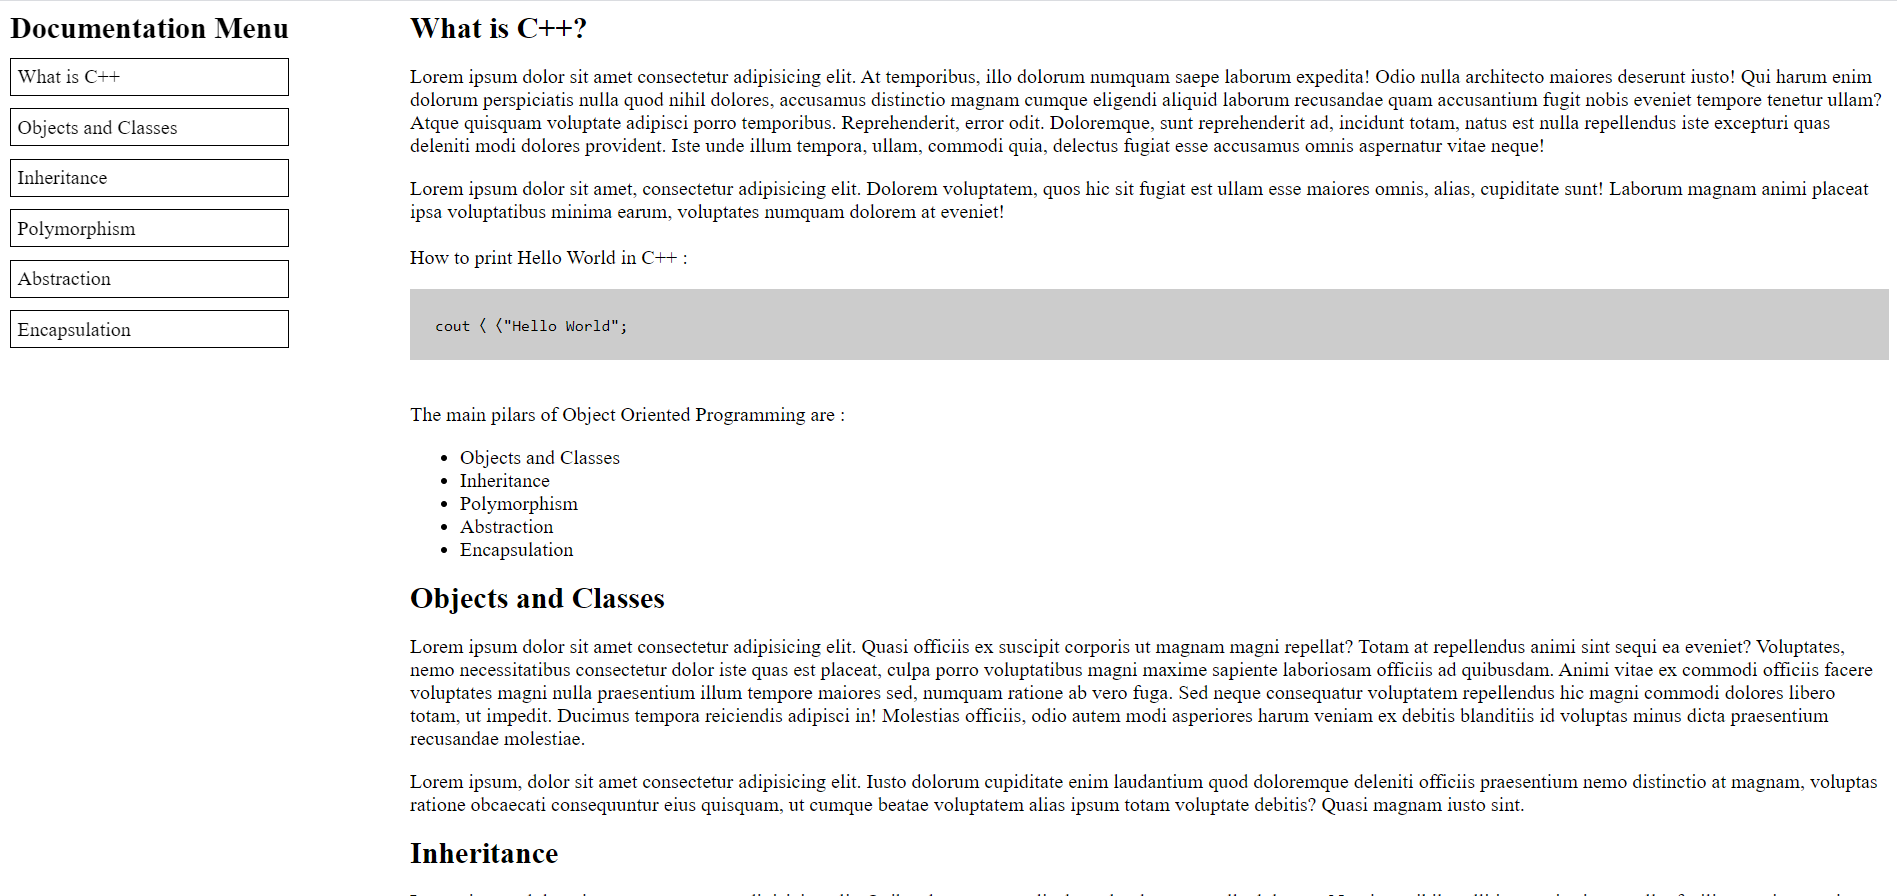 Documentation Menu
What is C++
Objects and Classes
Inheritance
Polymorphism
Abstraction
Encapsulation
What is C++?
Lorem ipsum dolor sit amet consectetur adipisicing elit. At temporibus, illo dolorum numquam saepe laborum expedita! Odio nulla architecto maiores deserunt iusto! Qui harum enim
dolorum perspiciatis nulla quod nihil dolores, accusamus distinctio magnam cumque eligendi aliquid laborum recusandae quam accusantium fugit nobis eveniet tempore tenetur ullam?
Atque quisquam voluptate adipisci porro temporibus. Reprehenderit, error odit. Doloremque, sunt reprehenderit ad, incidunt totam, natus est nulla repellendus iste excepturi quas
deleniti modi dolores provident. Iste unde illum tempora, ullam, commodi quia, delectus fugiat esse accusamus omnis aspernatur vitae neque!
Lorem ipsum dolor sit amet, consectetur adipisicing elit. Dolorem voluptatem, quos hic sit fugiat est ullam esse maiores omnis, alias, cupiditate sunt! Laborum magnam animi placeat
ipsa voluptatibus minima earum, voluptates numquam dolorem at eveniet!
How to print Hello World in C++ :
cout〈〈"Hello World";
The main pilars of Object Oriented Programming are :
• Objects and Classes
• Inheritance
• Polymorphism
• Abstraction
• Encapsulation
Objects and Classes
Lorem ipsum dolor sit amet consectetur adipisicing elit. Quasi officiis ex suscipit corporis ut magnam magni repellat? Totam at repellendus animi sint sequi ea eveniet? Voluptates,
nemo necessitatibus consectetur dolor iste quas est placeat, culpa porro voluptatibus magni maxime sapiente laboriosam officiis ad quibusdam. Animi vitae ex commodi officiis facere
voluptates magni nulla praesentium illum tempore maiores sed, numquam ratione ab vero fuga. Sed neque consequatur voluptatem repellendus hic magni commodi dolores libero
totam, ut impedit. Ducimus tempora reiciendis adipisci in! Molestias officiis, odio autem modi asperiores harum veniam ex debitis blanditiis id voluptas minus dicta praesentium
recusandae molestiae.
Lorem ipsum, dolor sit amet consectetur adipisicing elit. Iusto dolorum cupiditate enim laudantium quod doloremque deleniti officiis praesentium nemo distinctio at magnam, voluptas
ratione obcaecati consequuntur eius quisquam, ut cumque beatae voluptatem alias ipsum totam voluptate debitis? Quasi magnam iusto sint.
Inheritance